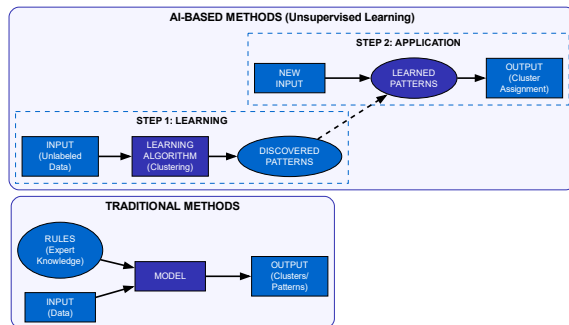 AI-BASED METHODS (Unsupervised Learning)
STEP 2: APPLICATION
NEW
INPUT
LEARNED
PATTERNS
OUTPUT
(Cluster
Assignment)
STEP 1: LEARNING
INPUT
(Unlabeled
Data)
LEARNING
ALGORITHM
(Clustering)
DISCOVERED
PATTERNS
TRADITIONAL METHODS
RULES
(Expert
Knowledge)
MODEL
OUTPUT
(Clusters/
Patterns)
INPUT
(Data)